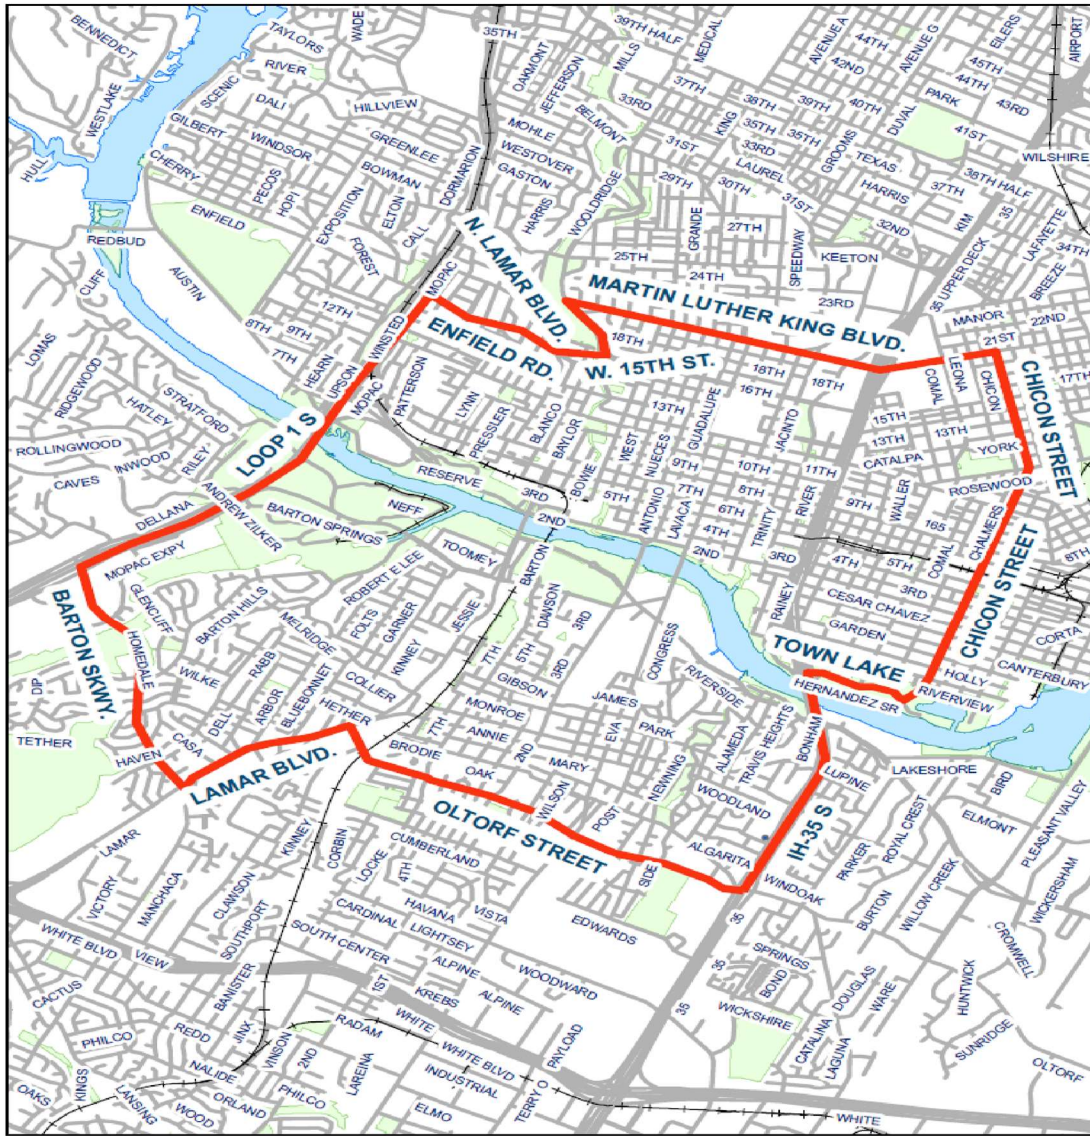 BENNEDICT
WESTLAKE
HULL
TAYLORS
WADE
RIVER
SCENIC
DALI
HILLVIEW
GILBERT
WINDSOR
GREENLEE
CHERRY
PECOS
HOPI
BOWMAN
ENFIELD
EXPOSITION
ELTON
CALL
DORMARION
FOREST
REDBUD
CLIFF
AUSTIN
12TH
9TH
8TH
7TH
35TH
OAKMONT
JEFFERSON
39TH HALF
MILLS
MEDICAL
BELMONT
33RD
37TH
MOHLE
WESTOVER
GASTON
HARRIS
WOOLDRIDGE
31ST
KING
38TH
35TH
33RD
39TH
35TH
40TH
42ND
44TH
AVENUE A
AVENUE G
EILERS
45TH
44TH
43RD
PARK
DUVAL
41ST
AIRPORT
WILSHIRE
GROOMS
TEXAS
LAUREL
29TH
30TH
31ST
HARRIS
37TH
38TH HALF
32ND
KIM
35
LAFAYETTE
34TH
BREEZE
GRANDE
27TH
SPEEDWAY
KEETON
25TH
24TH
23RD
35 UPPER DECK
MANOR
22ND
21ST
17TH
N LAMAR BLVD.
MARTIN LUTHER KING BLVD.
MOPAC
WINSTED
ENFIELD RD.
W. 15TH ST.
18TH
18TH
18TH
16TH
CHICON STREET
LEONA
COMAL
CHICON
LOMAS
RIDGEWOOD
HATLEY
STRATFORD
HEARN
UPSON
MOPAC
PATTERSON
LYNN
PRESSLER
BLANCO
BAYLOR
13TH
WEST
NUECES
GUADALUPE
JACINTO
15TH
13TH
13TH
YORK
CATALPA
ROSEWOOD
ROLLINGWOOD
INWOOD
RILEY
CAVES
LOOP 1 S
RESERVE
BOWIE
9TH
10TH
11TH
5TH
7TH
8TH
6TH
4TH
2ND
ANTONIO
LAVACA
TRINITY
RIVER
9TH
WALLER
165
CHALMERS
3RD
2ND
3RD
4TH
5TH
COMAL
3RD
8TH
DELLANA
ANDREW ZILKER
BARTON SPRINGS
NEFF
TOOMEY
BARTON
MOPAC EXPY
GLENCLIFF
BARTON HILLS
ROBERT E LEE
FOLTS
GARNER
KINNEY
JESSIE
DAWSON
3RD
RAINEY
CESAR CHAVEZ
GARDEN
CHICON STREET
CORTA
BARTON SKWY.
HOMEDALE
MELRIDGE
7TH
5TH
3RD
GIBSON
CONGRESS
RIVERSIDE
TOWN LAKE
HERNANDEZ SR
HOLLY
RIVERVIEW
CANTERBURY
DIP
WILKE
RABB
DELL
ARBOR
BLUEBONNET
COLLIER
HETHER
MONROE
JAMES
EVA
PARK
TETHER
HAVEN
CASA
LAMAR BLVD.
7TH
ANNIE
2ND
MARY
BRODIE
OAK
ALAMEDA
TRAVIS HEIGHTS
BONHAM
LUPINE
LAKESHORE
BIRD
NEWNING
WOODLAND
WILSON
POST
OLTORF STREET
ALGARITA
IH-35 S
ROYAL CREST
PARKER
ELMONT
PLEASANT VALLEY
LAMAR
VICTORY
MANCHACA
CLAWSON
SOUTHPORT
KINNEY
CORBIN
LOCKE
4TH
CUMBERLAND
SIDE
WINDOAK
BURTON
WILLOW CREEK
WICKERSHAM
CARDINAL
HAVANA
LIGHTSEY
VISTA
EDWARDS
35
CROMWELL
WHITE BLVD
VIEW
SOUTH CENTER
ALPINE
WOODWARD
35
SPRINGS
BOND
CACTUS
BANISTER
1ST
KREBS
ALPINE
35
WICKSHIRE
DOUGLAS
WARE
HUNTWICK
PHILCO
REDD
JINX
RADAM
WHITE
WHITE BLVD
PAYLOAD
CATALINA
LAGUNA
SUNRIDGE
OLTORF
NALIDE
VINSON
2ND
LAREINA
INDUSTRIAL
KINGS
OAKS
LANSING
WOOD
ORLAND
PHILCO
ELMO
TERRY O
WHITE